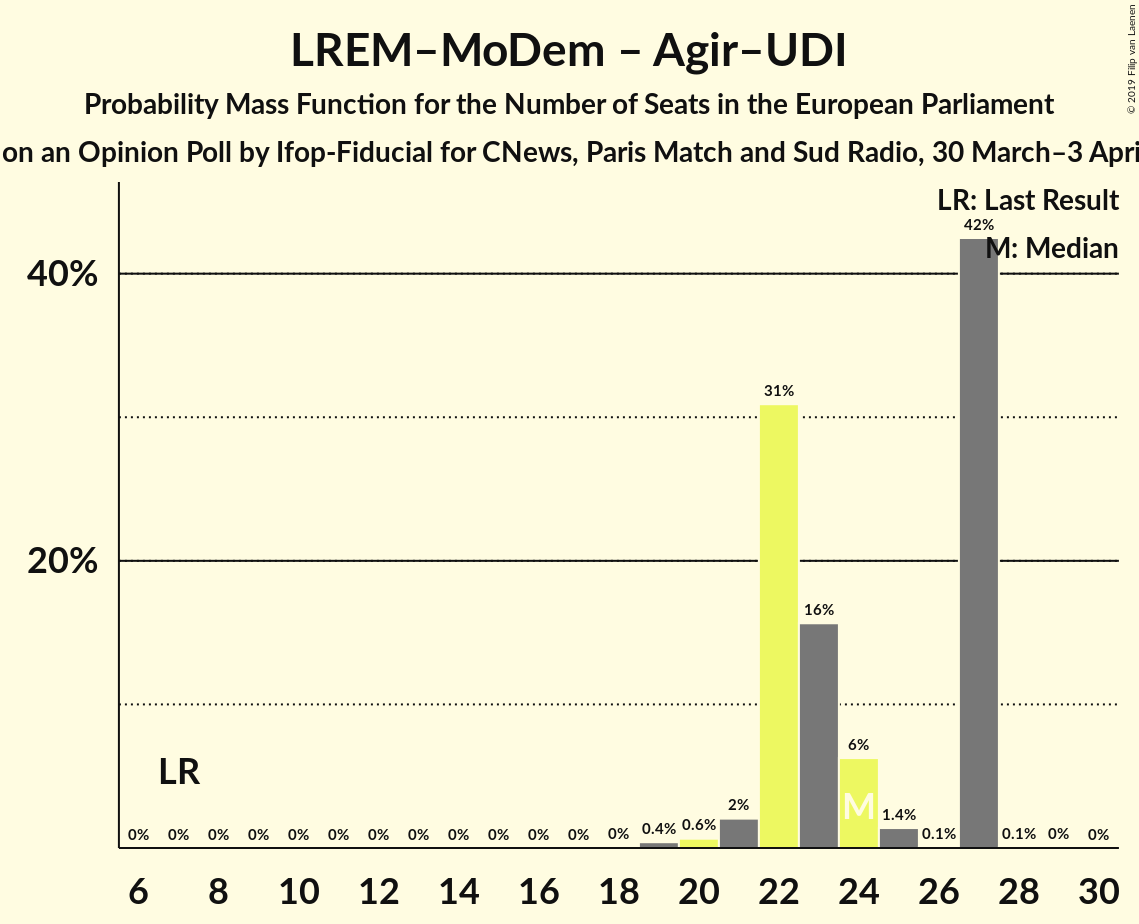 LREM–MoDem – Agir–UDI
Probability Mass Function for the Number of Seats in the European Parliament
on an Opinion Poll by Ifop-Fiducial for CNews, Paris Match and Sud Radio, 30 March–3 Apri
© 2019 Filip van Laenen
LR: Last Result
M: Median
40%
20%
42%
31%
16%
6%
LR
M
0% 0% 0% 0% 0% 0% 0% 0% 0% 0% 0% 0% 0% 0.4% 0.6% 2% 1.4% 0.1% 0.1% 0% 0%
6 8 10 12 14 16 18 20 22 24 26 28 30